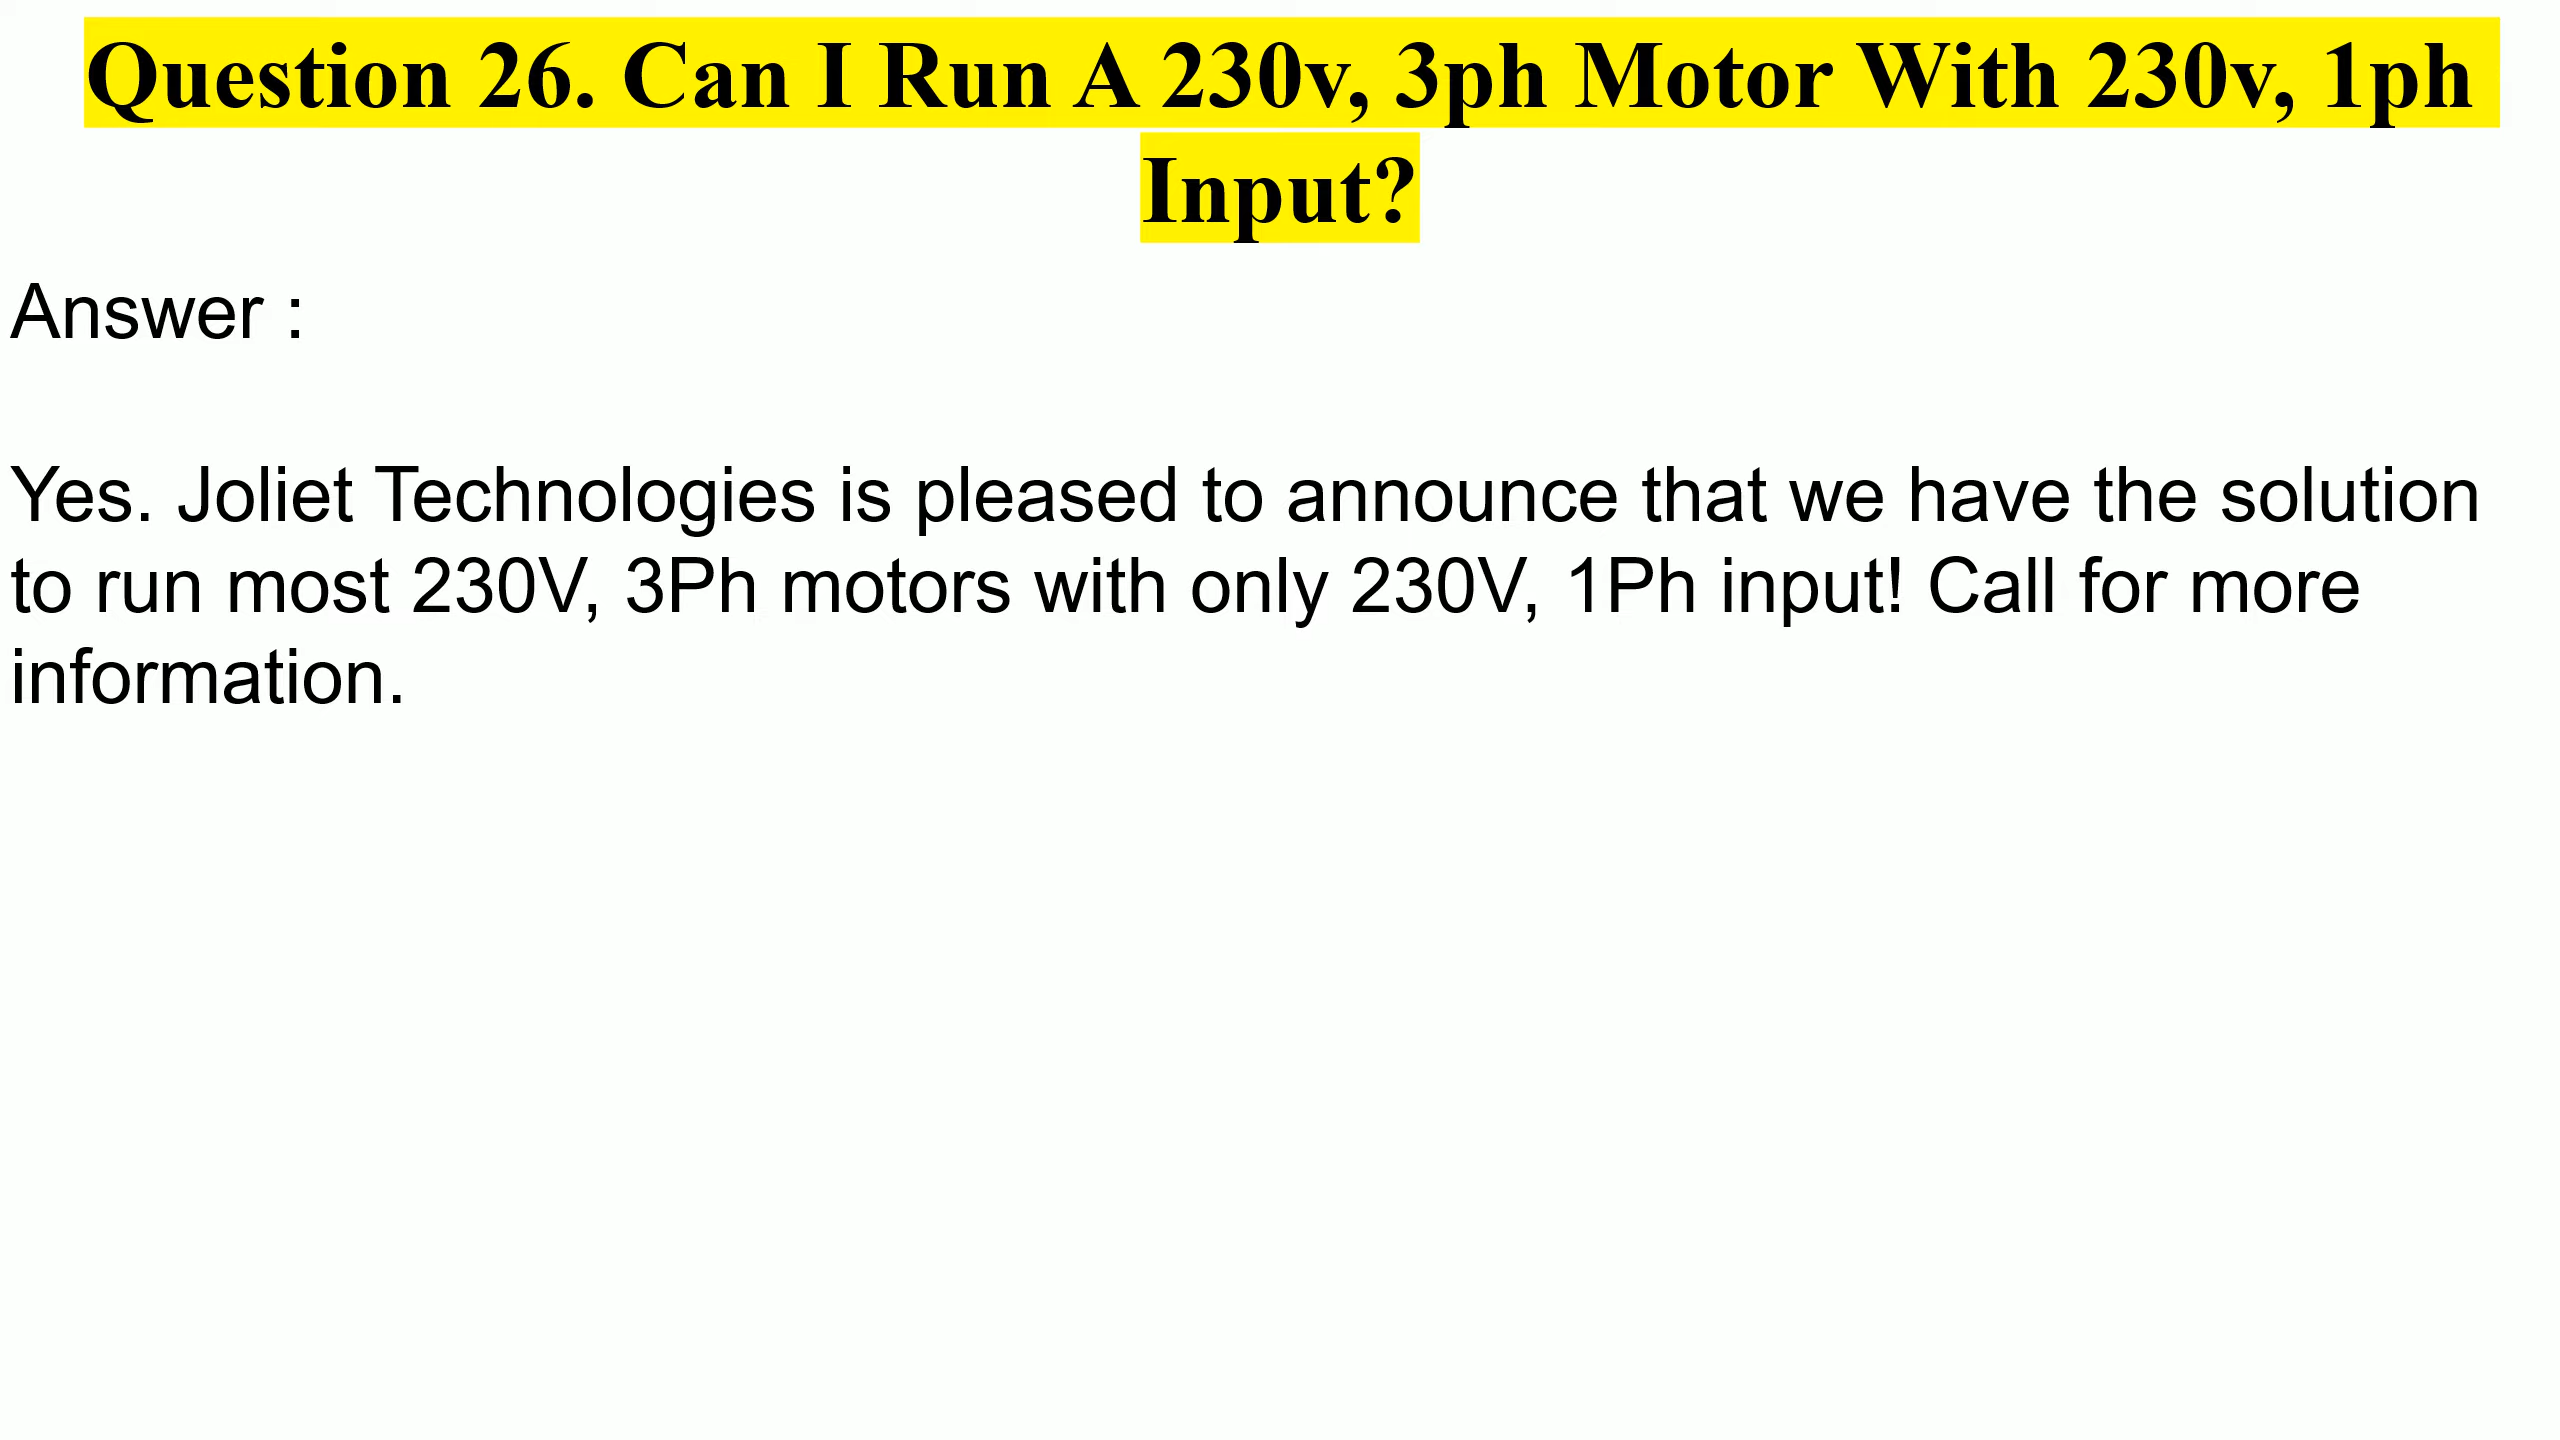 Question 26. Can I Run A 230v, 3ph Motor With 230v, 1ph
Input?
Answer :
Yes. Joliet Technologies is pleased to announce that we have the solution
to run most 230V, 3Ph motors with only 230V, 1Ph input! Call for more
information.